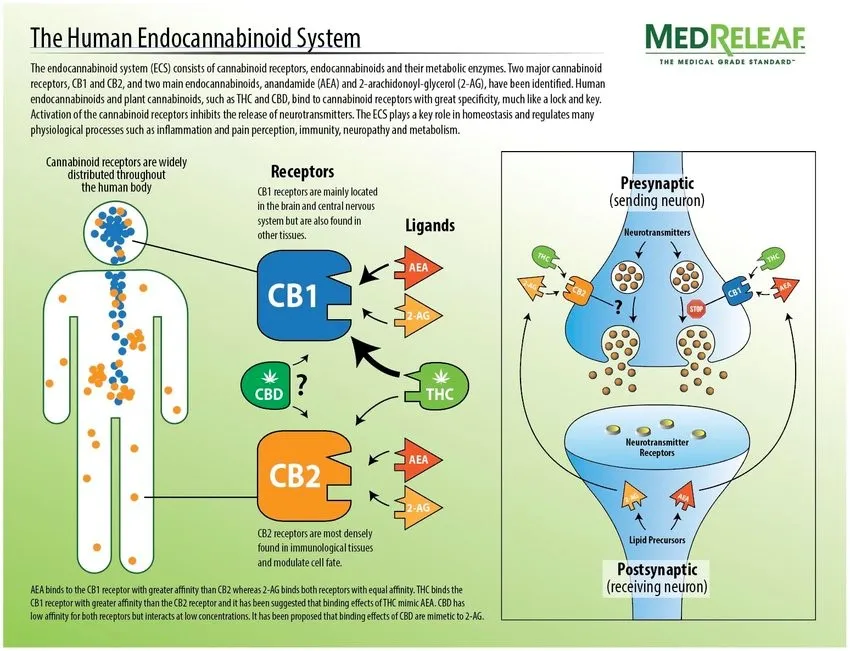 The Human Endocannabinoid System
MEDRELEAF™
THE MEDICAL GRADE STANDARD™
The endocannabinoid system (ECS) consists of cannabinoid receptors, endocannabinoids and their metabolic enzymes. Two major cannabinoid
receptors, CB1 and CB2, and two main endocannabinoids, anandamide (AEA) and 2-arachidonoyl-glycerol (2-AG), have been identified. Human
endocannabinoids and plant cannabinoids, such as THC and CBD, bind to cannabinoid receptors with great specificity, much like a lock and key.
Activation of the cannabinoid receptors inhibits the release of neurotransmitters. The ECS plays a key role in homeostasis and regulates many
physiological processes such as inflammation and pain perception, immunity, neuropathy and metabolism.
Cannabinoid receptors are widely
distributed throughout
the human body
Receptors
CB1 receptors are mainly located
in the brain and central nervous
system but are also found in
other tissues.
Ligands
CB1
AEA
2-AG
CBD
?
THC
CB2
AEA
2-AG
CB2 receptors are most densely
found in immunological tissues
and modulate cell fate.
Presynaptic
(sending neuron)
Neurotransmitters
THC
2-AG
CB2
?
STOP
CB1
THC
AEA
Neurotransmitter
Receptors
2-AG
AEA
Lipid Precursors
Postsynaptic
(receiving neuron)
AEA binds to the CB1 receptor with greater affinity than CB2 whereas 2-AG binds both receptors with equal affinity. THC binds the
CB1 receptor with greater affinity than the CB2 receptor and it has been suggested that binding effects of THC mimic AEA. CBD has
low affinity for both receptors but interacts at low concentrations. It has been proposed that binding effects of CBD are mimetic to 2-AG.